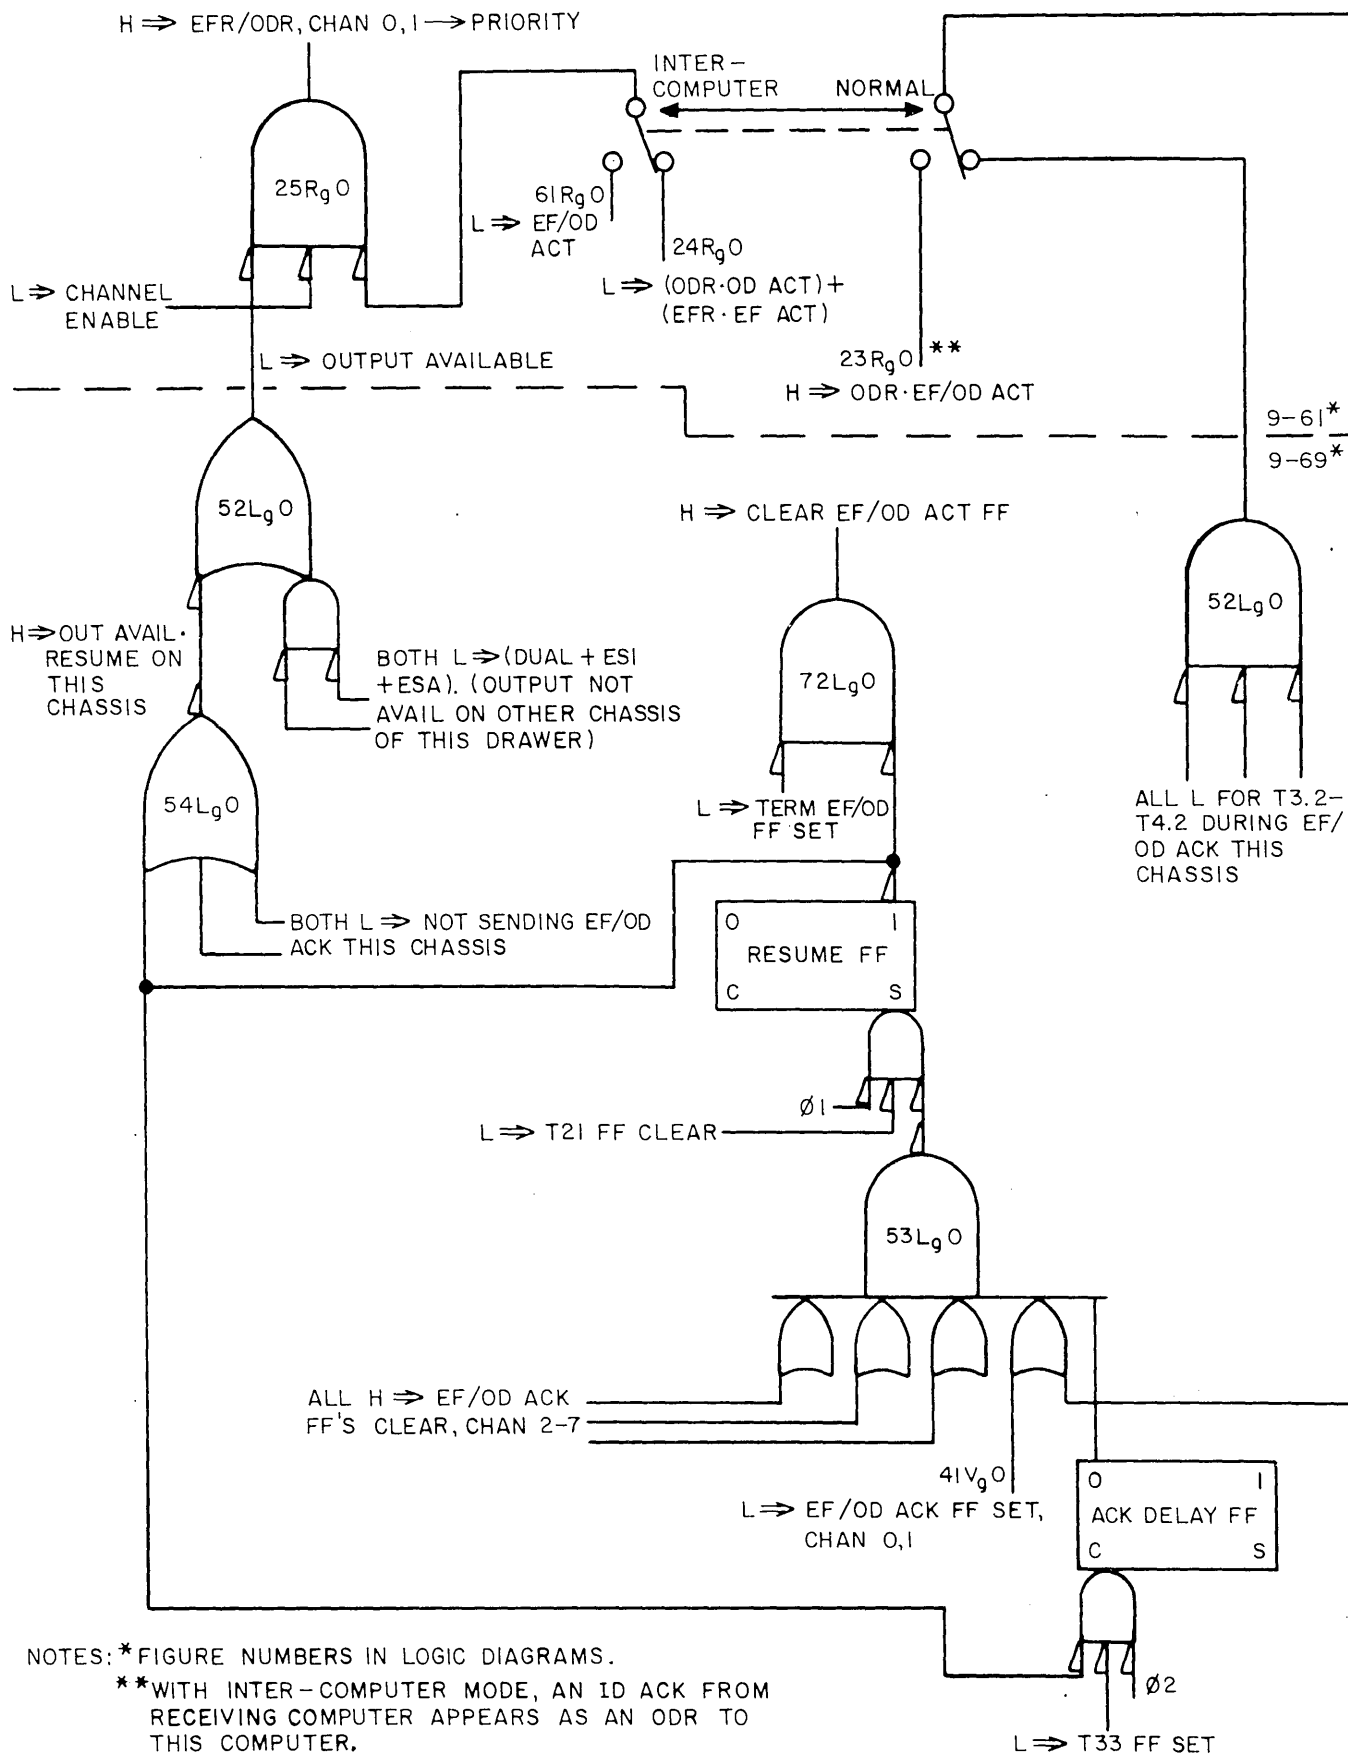 H ⇒ EFR/ODR, CHAN 0,1 → PRIORITY
INTER-
COMPUTER
NORMAL
25RgO
61RgO
L ⇒ EF/OD
ACT
24RgO
L ⇒ (ODR·OD ACT)+
(EFR·EF ACT)
L ⇒ CHANNEL
ENABLE
23RgO **
H ⇒ ODR·EF/OD ACT
L ⇒ OUTPUT AVAILABLE
9-61*
9-69*
52LgO
H ⇒ CLEAR EF/OD ACT FF
52LgO
H ⇒ OUT AVAIL·
RESUME ON
THIS
CHASSIS
BOTH L ⇒ (DUAL + ESI
+ESA). (OUTPUT NOT
AVAIL ON OTHER CHASSIS
OF THIS DRAWER)
72LgO
54LgO
L ⇒ TERM EF/OD
FF SET
ALL L FOR T3.2-
T4.2 DURING EF/
OD ACK THIS
CHASSIS
BOTH L ⇒ NOT SENDING EF/OD
ACK THIS CHASSIS
O I
RESUME FF
C S
Ø1
L ⇒ T21 FF CLEAR
53LgO
ALL H ⇒ EF/OD ACK
FF'S CLEAR, CHAN 2-7
41VgO
L ⇒ EF/OD ACK FF SET,
CHAN 0,1
O I
ACK DELAY FF
C S
Ø2
L ⇒ T33 FF SET
NOTES: * FIGURE NUMBERS IN LOGIC DIAGRAMS.
** WITH INTER-COMPUTER MODE, AN ID ACK FROM
RECEIVING COMPUTER APPEARS AS AN ODR TO
THIS COMPUTER.